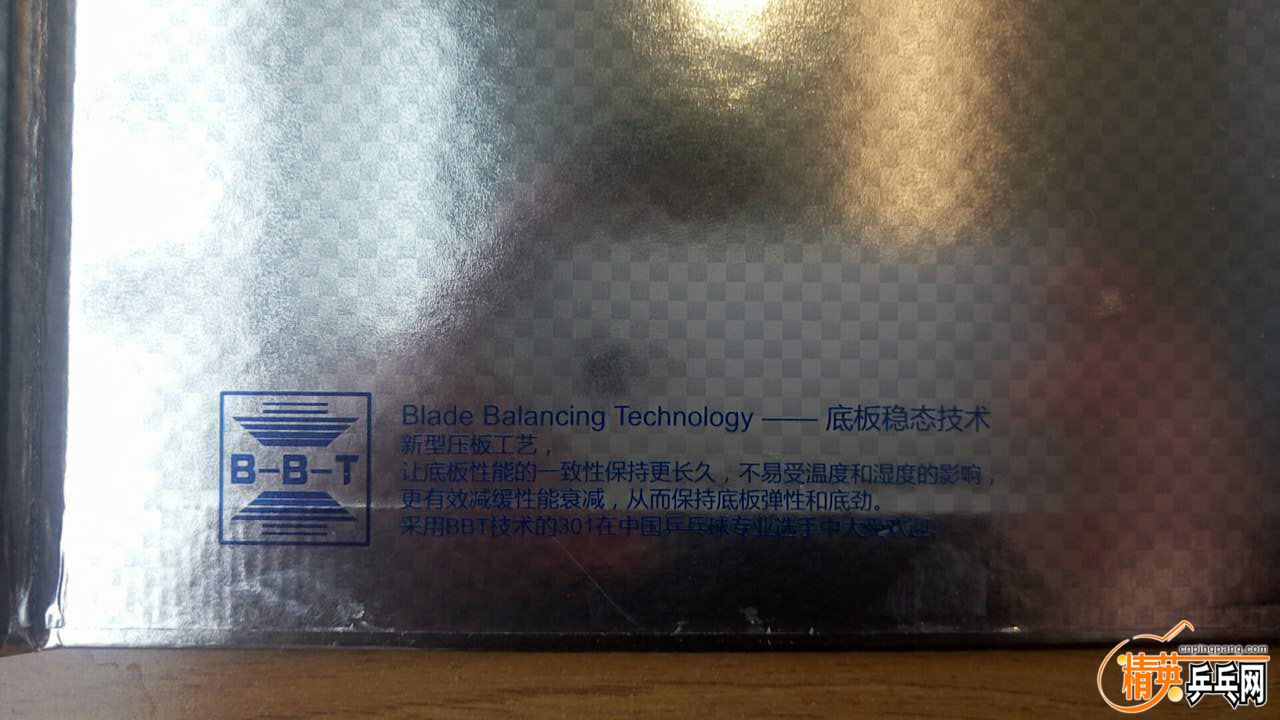 Blade Balancing Technology —— 底板稳态技术
新型压板工艺，
让底板性能的一致性保持更长久，不易受温度和湿度的影响，
更有效减缓性能衰减，从而保持底板弹性和底劲。
采用BBT技术的301在中国乒乓球专业选手中大受欢迎。
B-B-T
cnpingpang.com
精英乒乓网